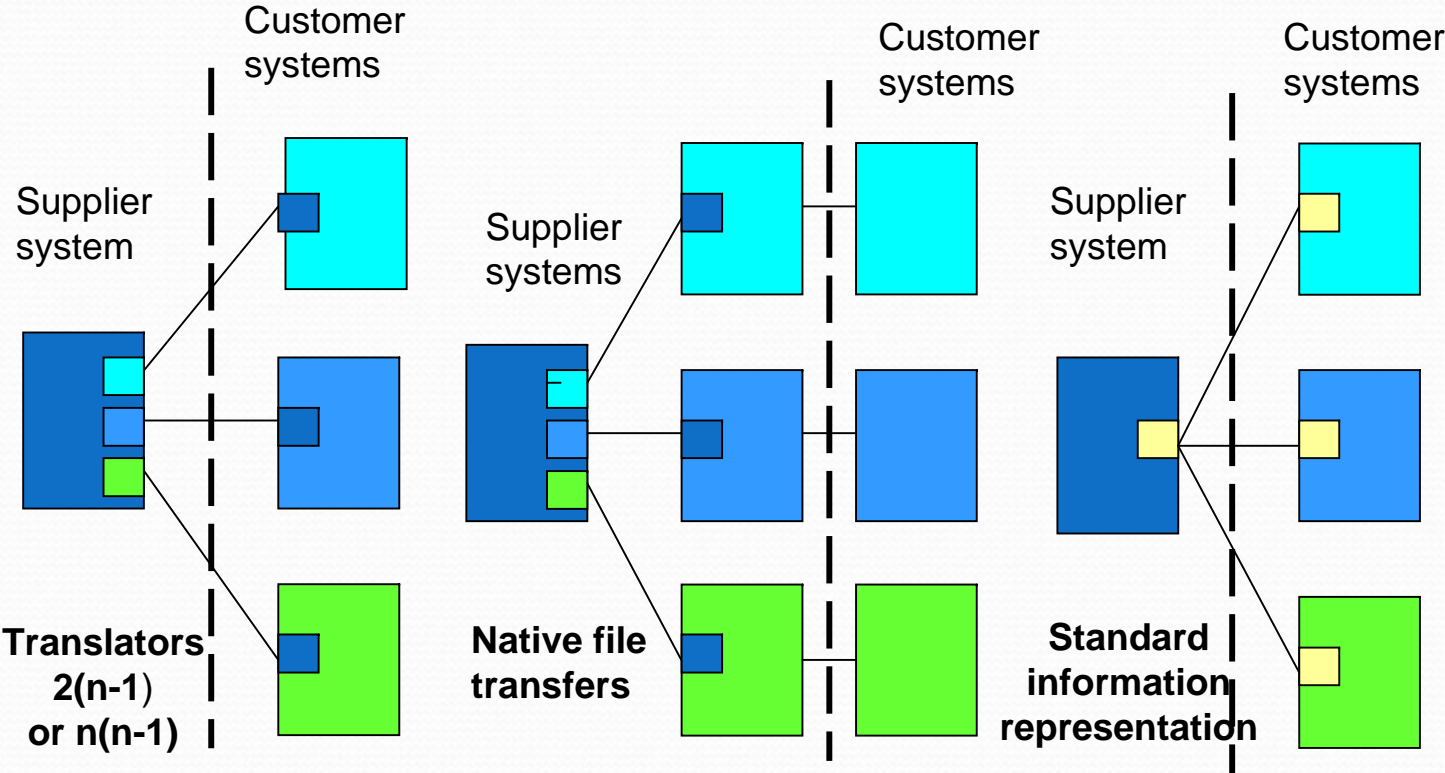 Customer
systems
Supplier
system
Translators
2(n-1)
or n(n-1)
Customer
systems
Supplier
systems
Native file
transfers
Customer
systems
Supplier
system
Standard
information
representation